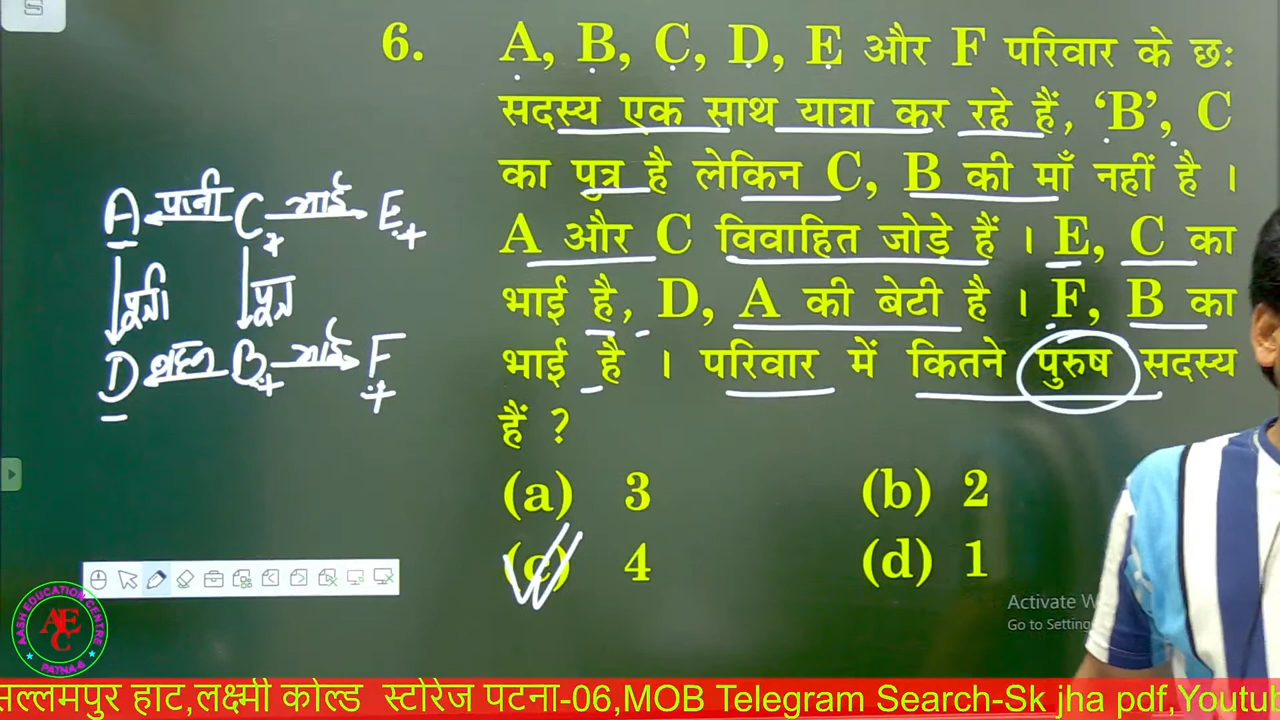 6. A, B, C, D, E और F परिवार के छः
सदस्य एक साथ यात्रा कर रहे हैं, ‘B’, C
का पुत्र है लेकिन C, B की माँ नहीं है ।
A और C विवाहित जोड़े हैं । E, C का
भाई है, D, A की बेटी है । F, B का
भाई है । परिवार में कितने पुरुष सदस्य
हैं ?
(a) 3 (b) 2
(c) 4 (d) 1
A पत्नी C भाई E
+ +
पुत्री पुत्र
D बहन B भाई F
+ +
Activate W
Go to Setting
AASH EDUCATION CENTRE
AEC
PATNA-6
सल्लमपुर हाट,लक्ष्मी कोल्ड स्टोरेज पटना-06,MOB Telegram Search-Sk jha pdf,Youtub